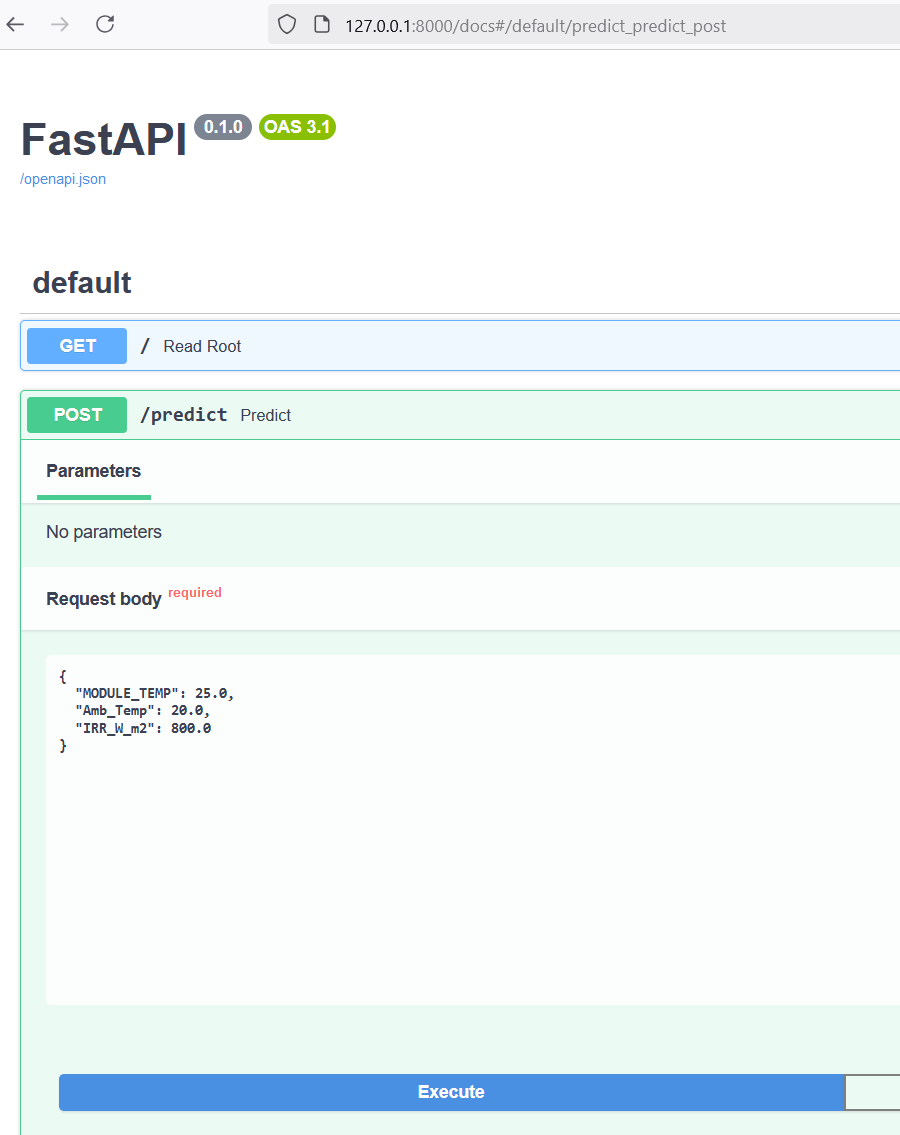 127.0.0.1:8000/docs#/default/predict_predict_post
FastAPI 0.1.0 OAS 3.1
/openapi.json
default
GET / Read Root
POST /predict Predict
Parameters
No parameters
Request body required
{
"MODULE_TEMP": 25.0,
"Amb_Temp": 20.0,
"IRR_W_m2": 800.0
}
Execute